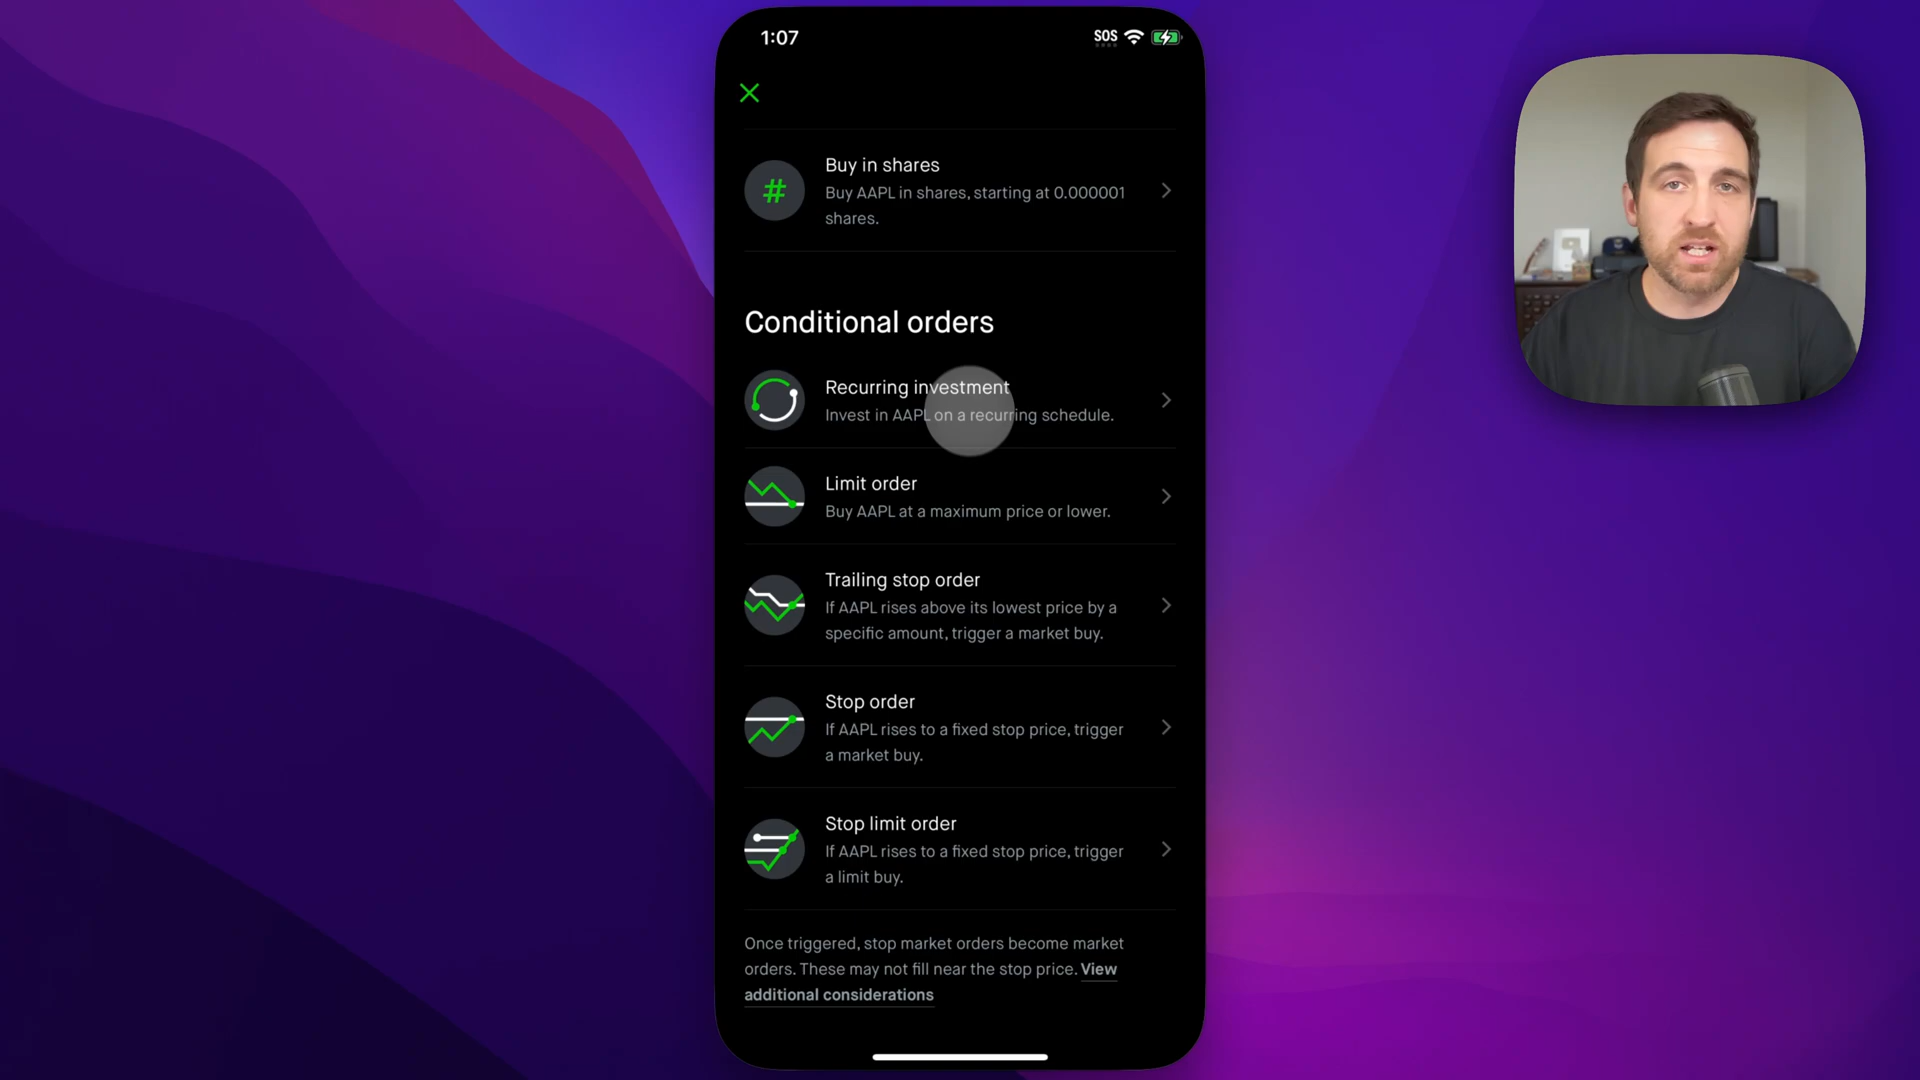 1:07
SOS
#
Buy in shares
Buy AAPL in shares, starting at 0.000001
shares.
Conditional orders
Recurring investment
Invest in AAPL on a recurring schedule.
Limit order
Buy AAPL at a maximum price or lower.
Trailing stop order
If AAPL rises above its lowest price by a
specific amount, trigger a market buy.
Stop order
If AAPL rises to a fixed stop price, trigger
a market buy.
Stop limit order
If AAPL rises to a fixed stop price, trigger
a limit buy.
Once triggered, stop market orders become market
orders. These may not fill near the stop price. View
additional considerations